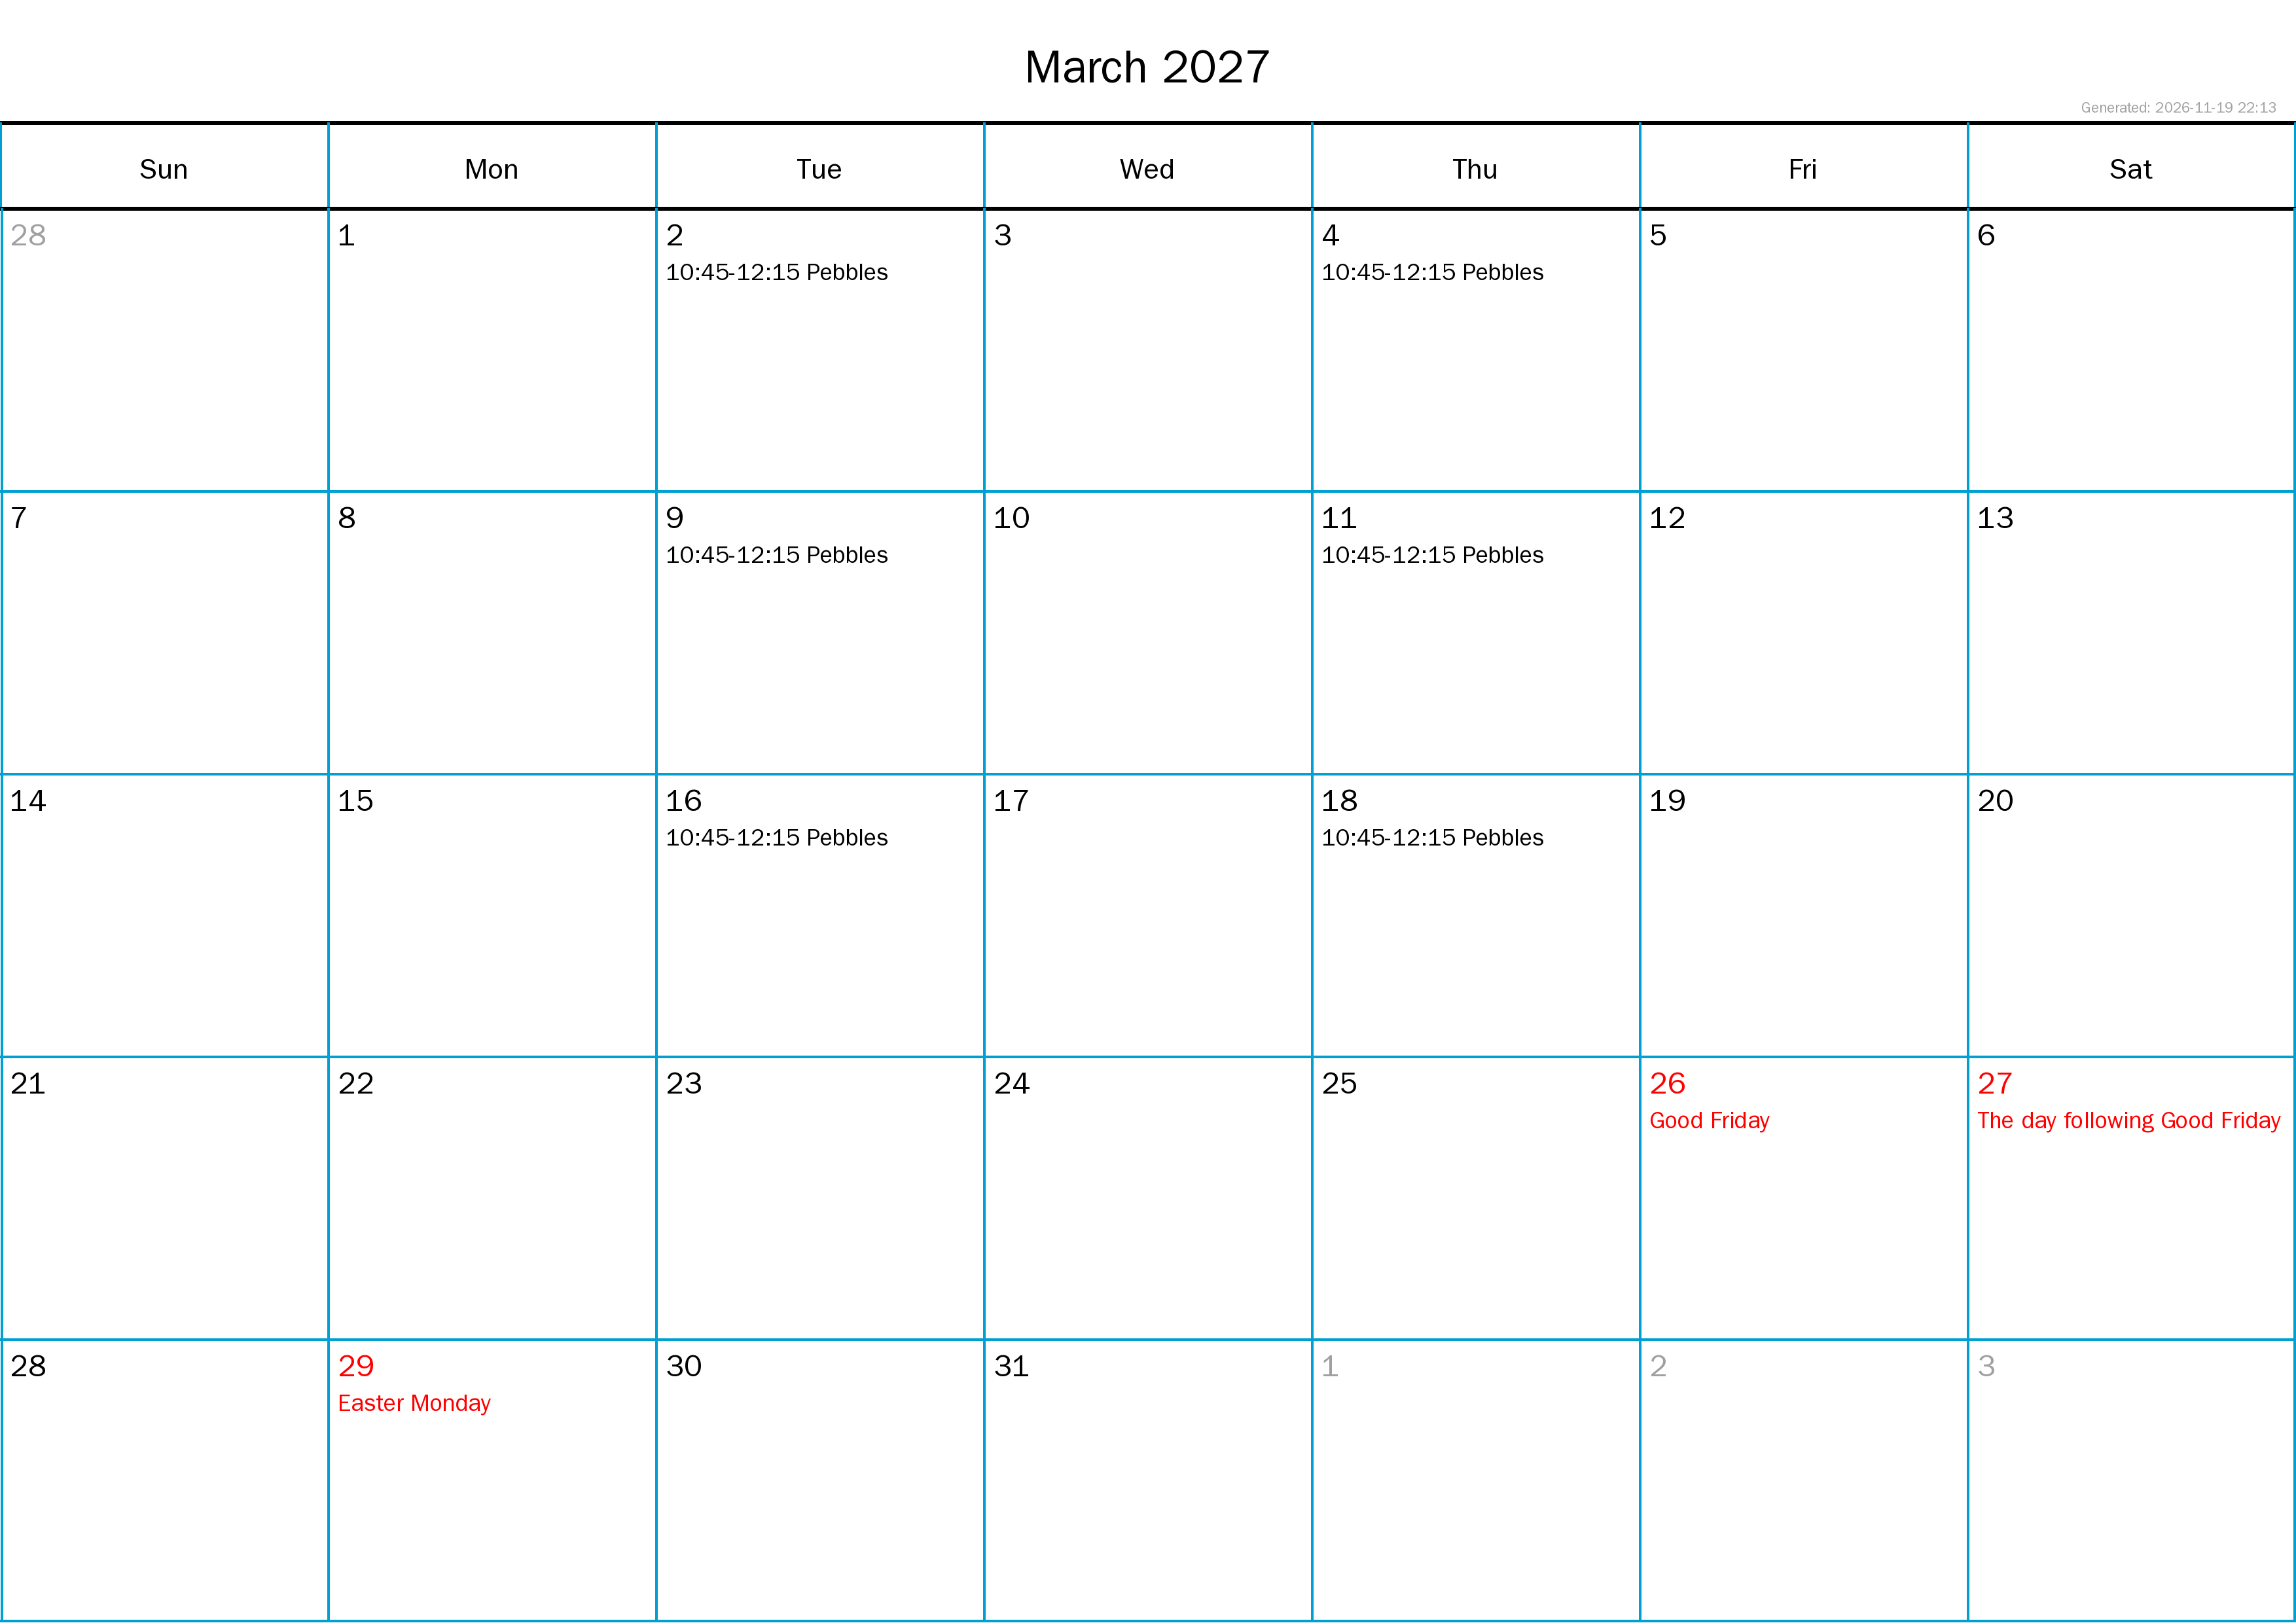 March 2027
Generated: 2026-11-19 22:13
Sun Mon Tue Wed Thu Fri Sat
28 1 2 3 4 5 6
10:45-12:15 Pebbles 10:45-12:15 Pebbles
7 8 9 10 11 12 13
10:45-12:15 Pebbles 10:45-12:15 Pebbles
14 15 16 17 18 19 20
10:45-12:15 Pebbles 10:45-12:15 Pebbles
21 22 23 24 25 26 27
Good Friday The day following Good Friday
28 29 30 31 1 2 3
Easter Monday